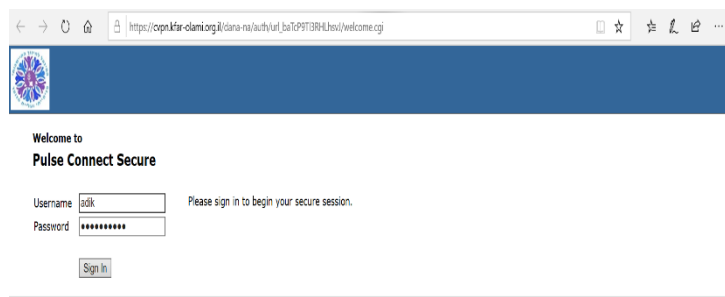 https://cvpn.kfar-olami.org.il/dana-na/auth/url_baTcP9TI3RHLhsvJ/welcome.cgi
Welcome to
Pulse Connect Secure
Username adik Please sign in to begin your secure session.
Password ••••••••••
Sign In